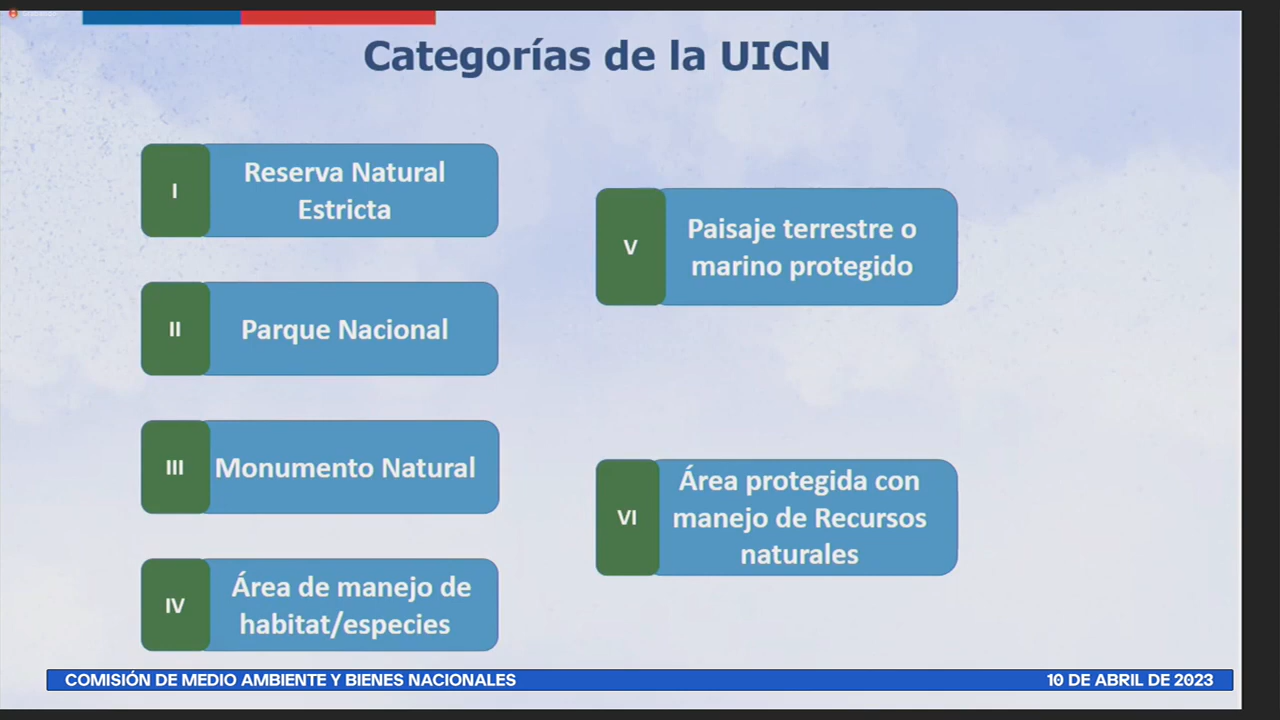 Categorías de la UICN
I
Reserva Natural
Estricta
II
Parque Nacional
III
Monumento Natural
IV
Área de manejo de
habitat/especies
V
Paisaje terrestre o
marino protegido
VI
Área protegida con
manejo de Recursos
naturales
COMISIÓN DE MEDIO AMBIENTE Y BIENES NACIONALES
10 DE ABRIL DE 2023